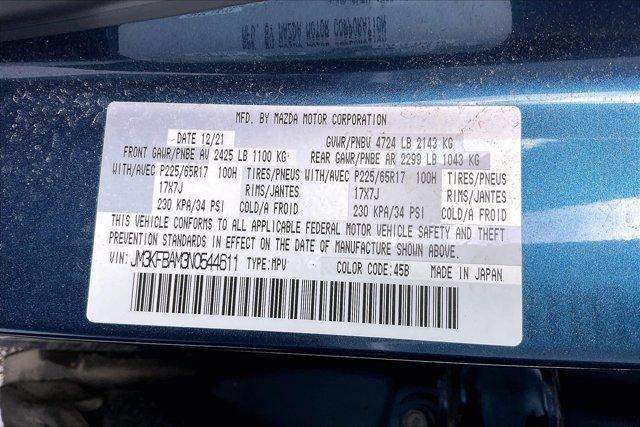 MFD. BY MAZDA MOTOR CORPORATION
MFD. BY MAZDA MOTOR CORPORATION
DATE 12/21 GVWR/PNBV 4724 LB 2143 KG
FRONT GAWR/PNBE AV 2425 LB 1100 KG REAR GAWR/PNBE AR 2299 LB 1043 KG
WITH/AVEC P225/65R17 100H TIRES/PNEUS WITH/AVEC P225/65R17 100H TIRES/PNEUS
17X7J RIMS/JANTES 17X7J RIMS/JANTES
230 KPA/34 PSI COLD/A FROID 230 KPA/34 PSI COLD/A FROID
THIS VEHICLE CONFORMS TO ALL APPLICABLE FEDERAL MOTOR VEHICLE SAFETY AND THEFT
PREVENTION STANDARDS IN EFFECT ON THE DATE OF MANUFACTURE SHOWN ABOVE.
VIN: JM3KFBAM3N0544611 TYPE:MPV COLOR CODE:45B MADE IN JAPAN